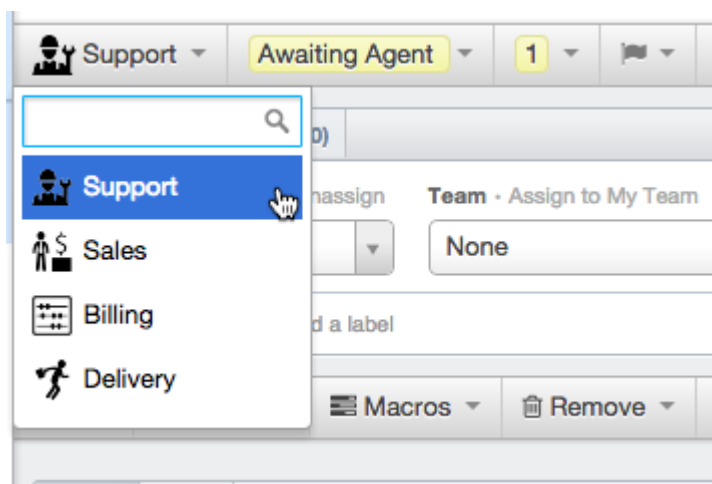 Support Awaiting Agent 1
0)
Support
nassign Team · Assign to My Team
Sales
None
Billing
d a label
Delivery
Macros Remove